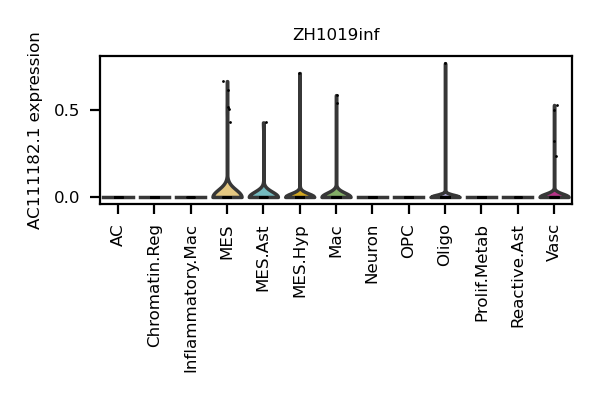 ZH1019inf
AC111182.1 expression
0.5
0.0
AC
Chromatin.Reg
Inflammatory.Mac
MES
MES.Ast
MES.Hyp
Mac
Neuron
OPC
Oligo
Prolif.Metab
Reactive.Ast
Vasc